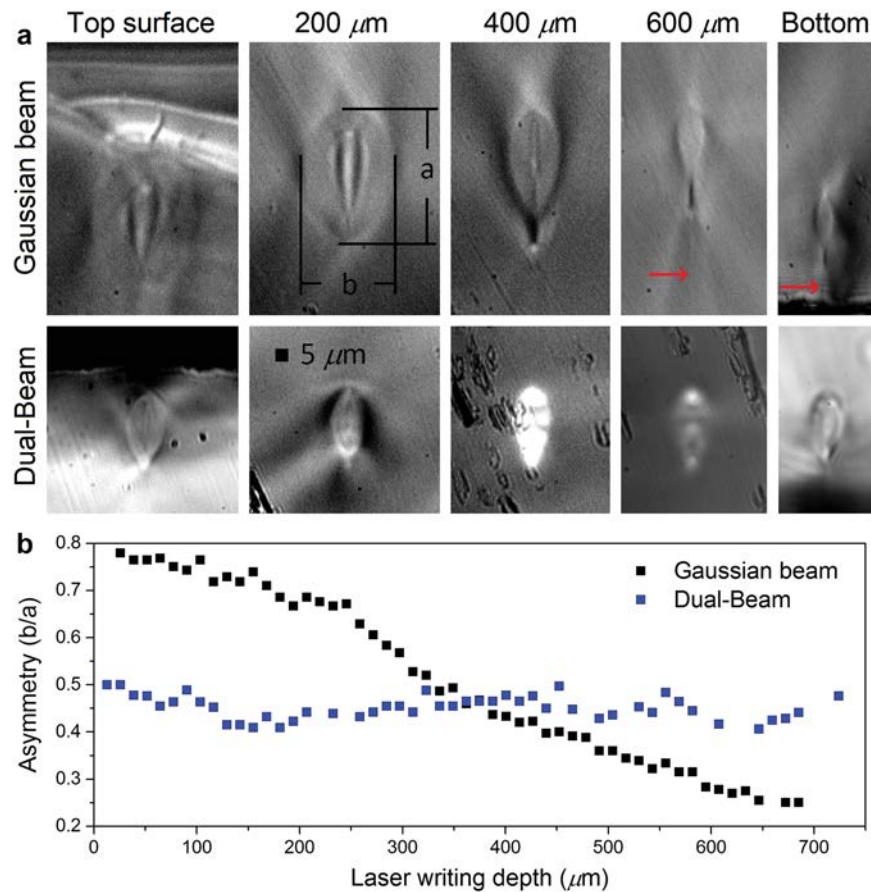 a
Top surface
200 μm
400 μm
600 μm
Bottom
Gaussian beam
a
b
Dual-Beam
5 μm
b
Asymmetry (b/a)
0.8
0.7
0.6
0.5
0.4
0.3
0.2
Gaussian beam
Dual-Beam
0 100 200 300 400 500 600 700
Laser writing depth (μm)